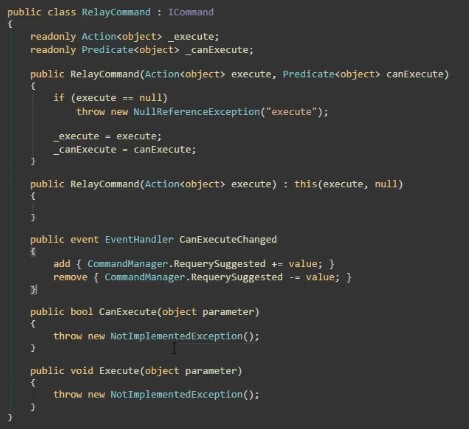 public class RelayCommand : ICommand
{
readonly Action<object> _execute;
readonly Predicate<object> _canExecute;
public RelayCommand(Action<object> execute, Predicate<object> canExecute)
{
if (execute == null)
throw new NullReferenceException("execute");
_execute = execute;
_canExecute = canExecute;
}
public RelayCommand(Action<object> execute) : this(execute, null)
{
}
public event EventHandler CanExecuteChanged
{
add { CommandManager.RequerySuggested += value; }
remove { CommandManager.RequerySuggested -= value; }
}
public bool CanExecute(object parameter)
{
throw new NotImplementedException();
}
public void Execute(object parameter)
{
throw new NotImplementedException();
}
}